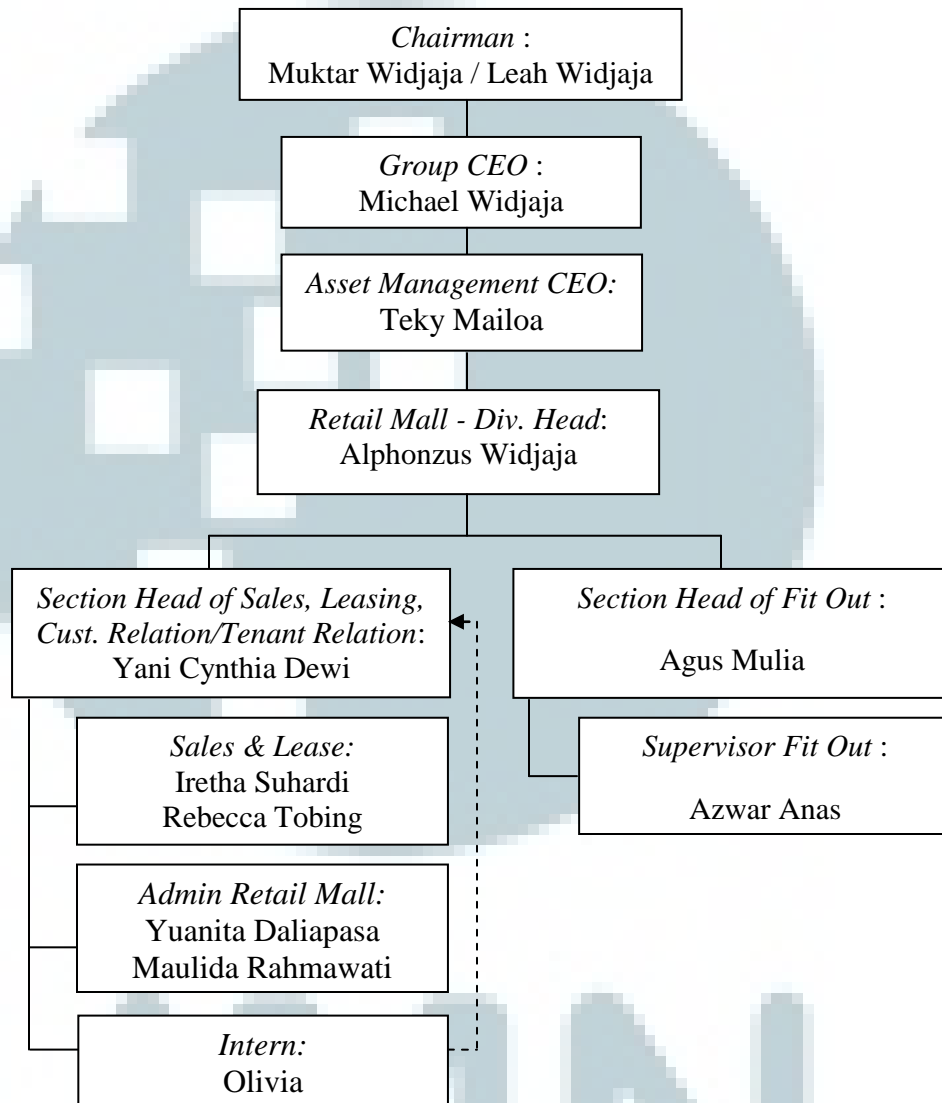 Chairman :
Muktar Widjaja / Leah Widjaja
Group CEO :
Michael Widjaja
Asset Management CEO:
Teky Mailoa
Retail Mall - Div. Head:
Alphonzus Widjaja
Section Head of Sales, Leasing,
Cust. Relation/Tenant Relation:
Yani Cynthia Dewi
Section Head of Fit Out :
Agus Mulia
Sales & Lease:
Iretha Suhardi
Rebecca Tobing
Supervisor Fit Out :
Azwar Anas
Admin Retail Mall:
Yuanita Daliapasa
Maulida Rahmawati
Intern:
Olivia